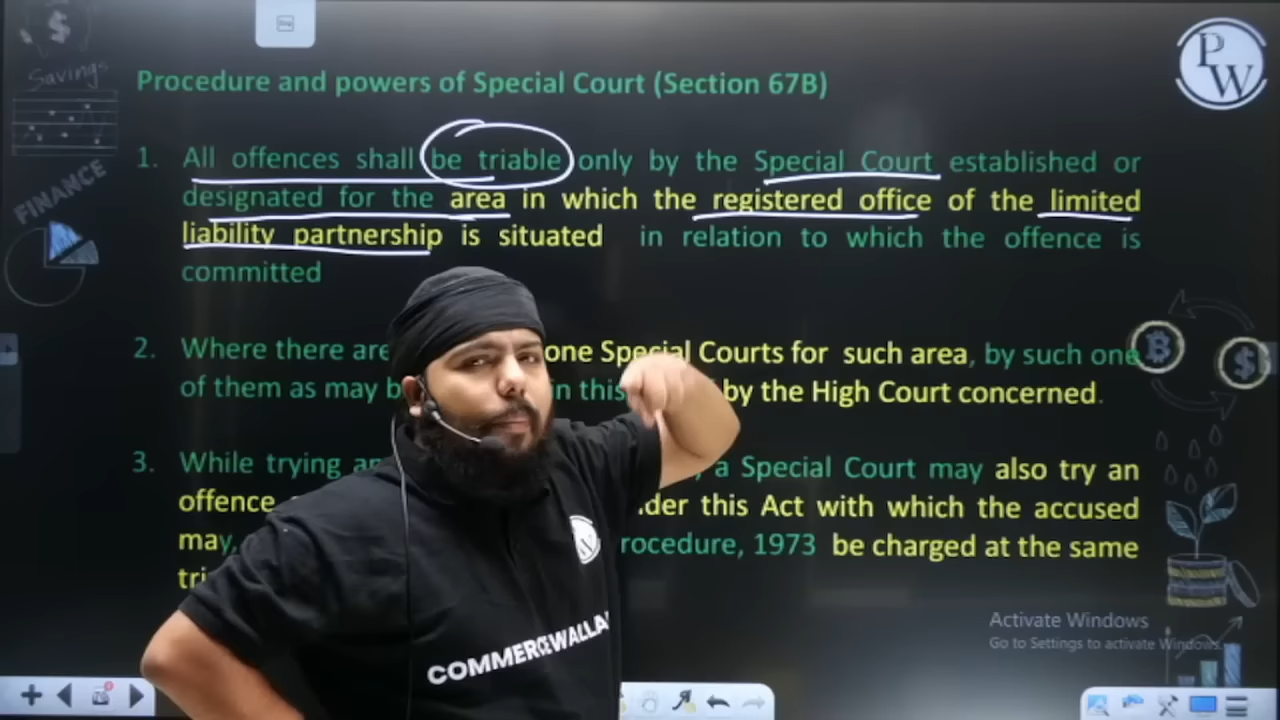 Savings
FINANCE
P
W
Procedure and powers of Special Court (Section 67B)
1. All offences shall be triable only by the Special Court established or
designated for the area in which the registered office of the limited
liability partnership is situated in relation to which the offence is
committed
2. Where there are one Special Courts for such area, by such one
of them as may b in this by the High Court concerned.
3. While trying an , a Special Court may also try an
offence der this Act with which the accused
may, rocedure, 1973 be charged at the same
tri
COMMERCEWALLA
Activate Windows
Go to Settings to activate Windows.